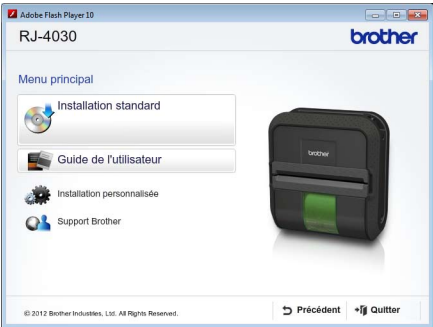 Adobe Flash Player 10
RJ-4030
brother
Menu principal
Installation standard
Guide de l'utilisateur
Installation personnalisée
Support Brother
brother
© 2012 Brother Industries, Ltd. All Rights Reserved.
Précédent
Quitter